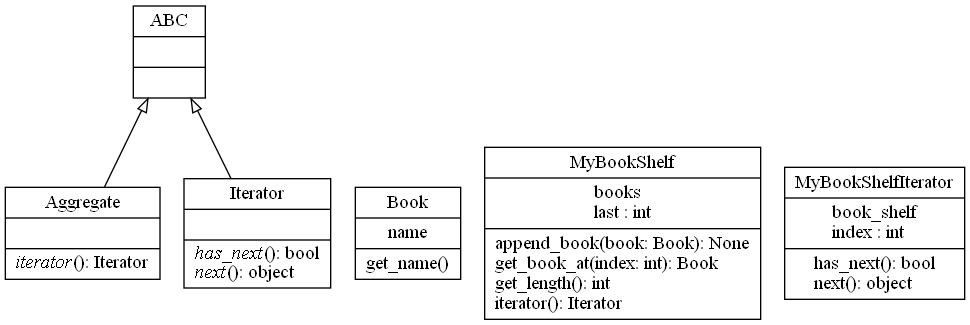 ABC
Aggregate
iterator(): Iterator
Iterator
has_next(): bool
next(): object
Book
name
get_name()
MyBookShelf
books
last : int
append_book(book: Book): None
get_book_at(index: int): Book
get_length(): int
iterator(): Iterator
MyBookShelfIterator
book_shelf
index : int
has_next(): bool
next(): object